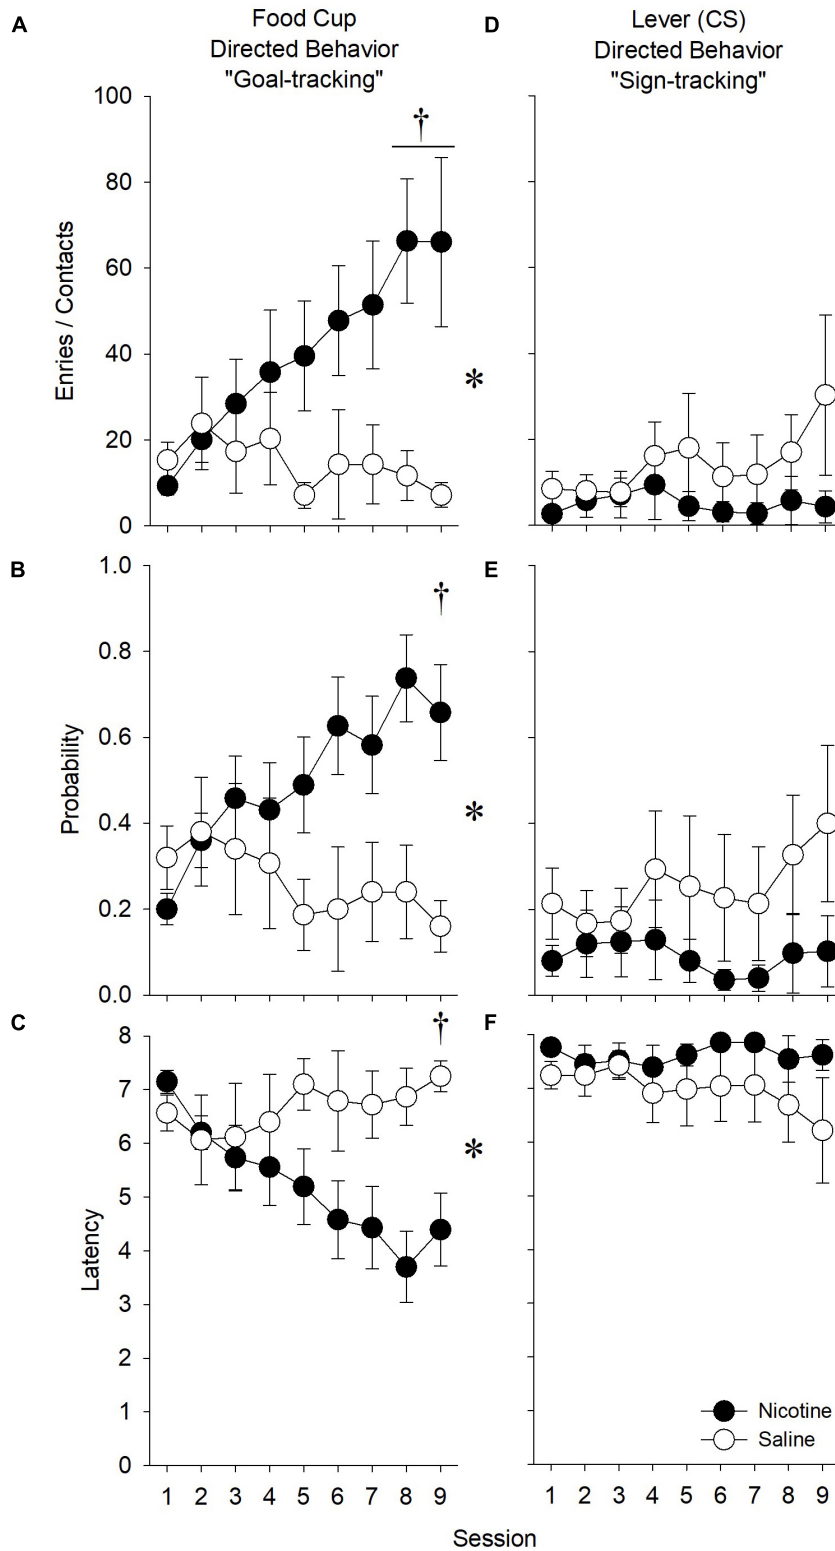 A
Food Cup
Directed Behavior
"Goal-tracking"
D
Lever (CS)
Directed Behavior
"Sign-tracking"
Enries / Contacts
100
80
60
40
20
0
†
*
B
E
Probability
1.0
0.8
0.6
0.4
0.2
0.0
†
*
C
F
Latency
8
7
6
5
4
3
2
1
0
†
*
Nicotine
Saline
1 2 3 4 5 6 7 8 9
1 2 3 4 5 6 7 8 9
Session